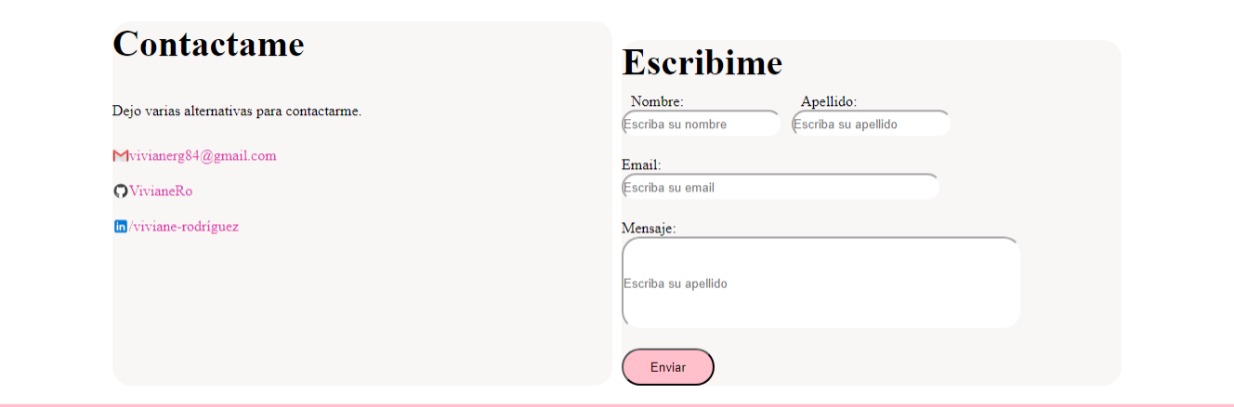 Contactame
Dejo varias alternativas para contactarme.
vivianerg84@gmail.com
VivianeRo
/viviane-rodríguez
Escribime
Nombre: Apellido:
Escriba su nombre Escriba su apellido
Email:
Escriba su email
Mensaje:
Escriba su apellido
Enviar